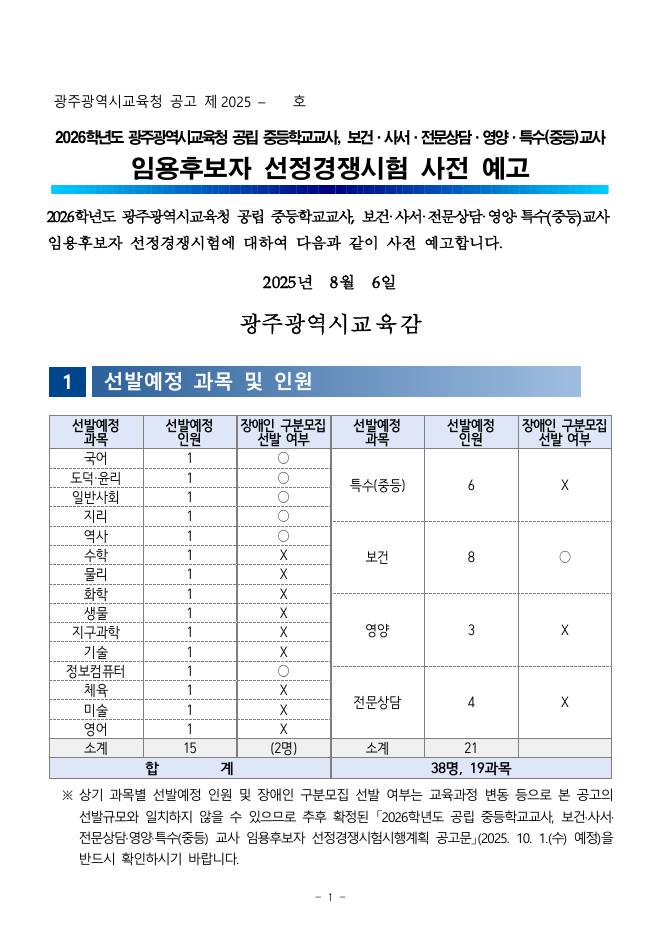 광주광역시교육청 공고 제2025 – 호
2026학년도 광주광역시교육청 공립 중등학교교사, 보건·사서·전문상담·영양·특수(중등)교사
임용후보자 선정경쟁시험 사전 예고
2026학년도 광주광역시교육청 공립 중등학교교사, 보건·사서·전문상담·영양·특수(중등)교사
임용후보자 선정경쟁시험에 대하여 다음과 같이 사전 예고합니다.
2025년 8월 6일
광주광역시교육감
1 선발예정 과목 및 인원
선발예정 선발예정 장애인 구분모집 선발예정 선발예정 장애인 구분모집
과목 인원 선발 여부 과목 인원 선발 여부
국어 1 ○
도덕·윤리 1 ○
일반사회 1 ○
특수(중등) 6 X
지리 1 ○
역사 1 ○
수학 1 X
보건 8 ○
물리 1 X
화학 1 X
생물 1 X
지구과학 1 X
영양 3 X
기술 1 X
정보컴퓨터 1 ○
체육 1 X
전문상담 4 X
미술 1 X
영어 1 X
소계 15 (2명) 소계 21
합 계 38명, 19과목
※ 상기 과목별 선발예정 인원 및 장애인 구분모집 선발 여부는 교육과정 변동 등으로 본 공고의
선발규모와 일치하지 않을 수 있으므로 추후 확정된 「2026학년도 공립 중등학교교사, 보건·사서·
전문상담·영양·특수(중등) 교사 임용후보자 선정경쟁시험시행계획 공고문」(2025. 10. 1.(수) 예정)을
반드시 확인하시기 바랍니다.
– 1 –